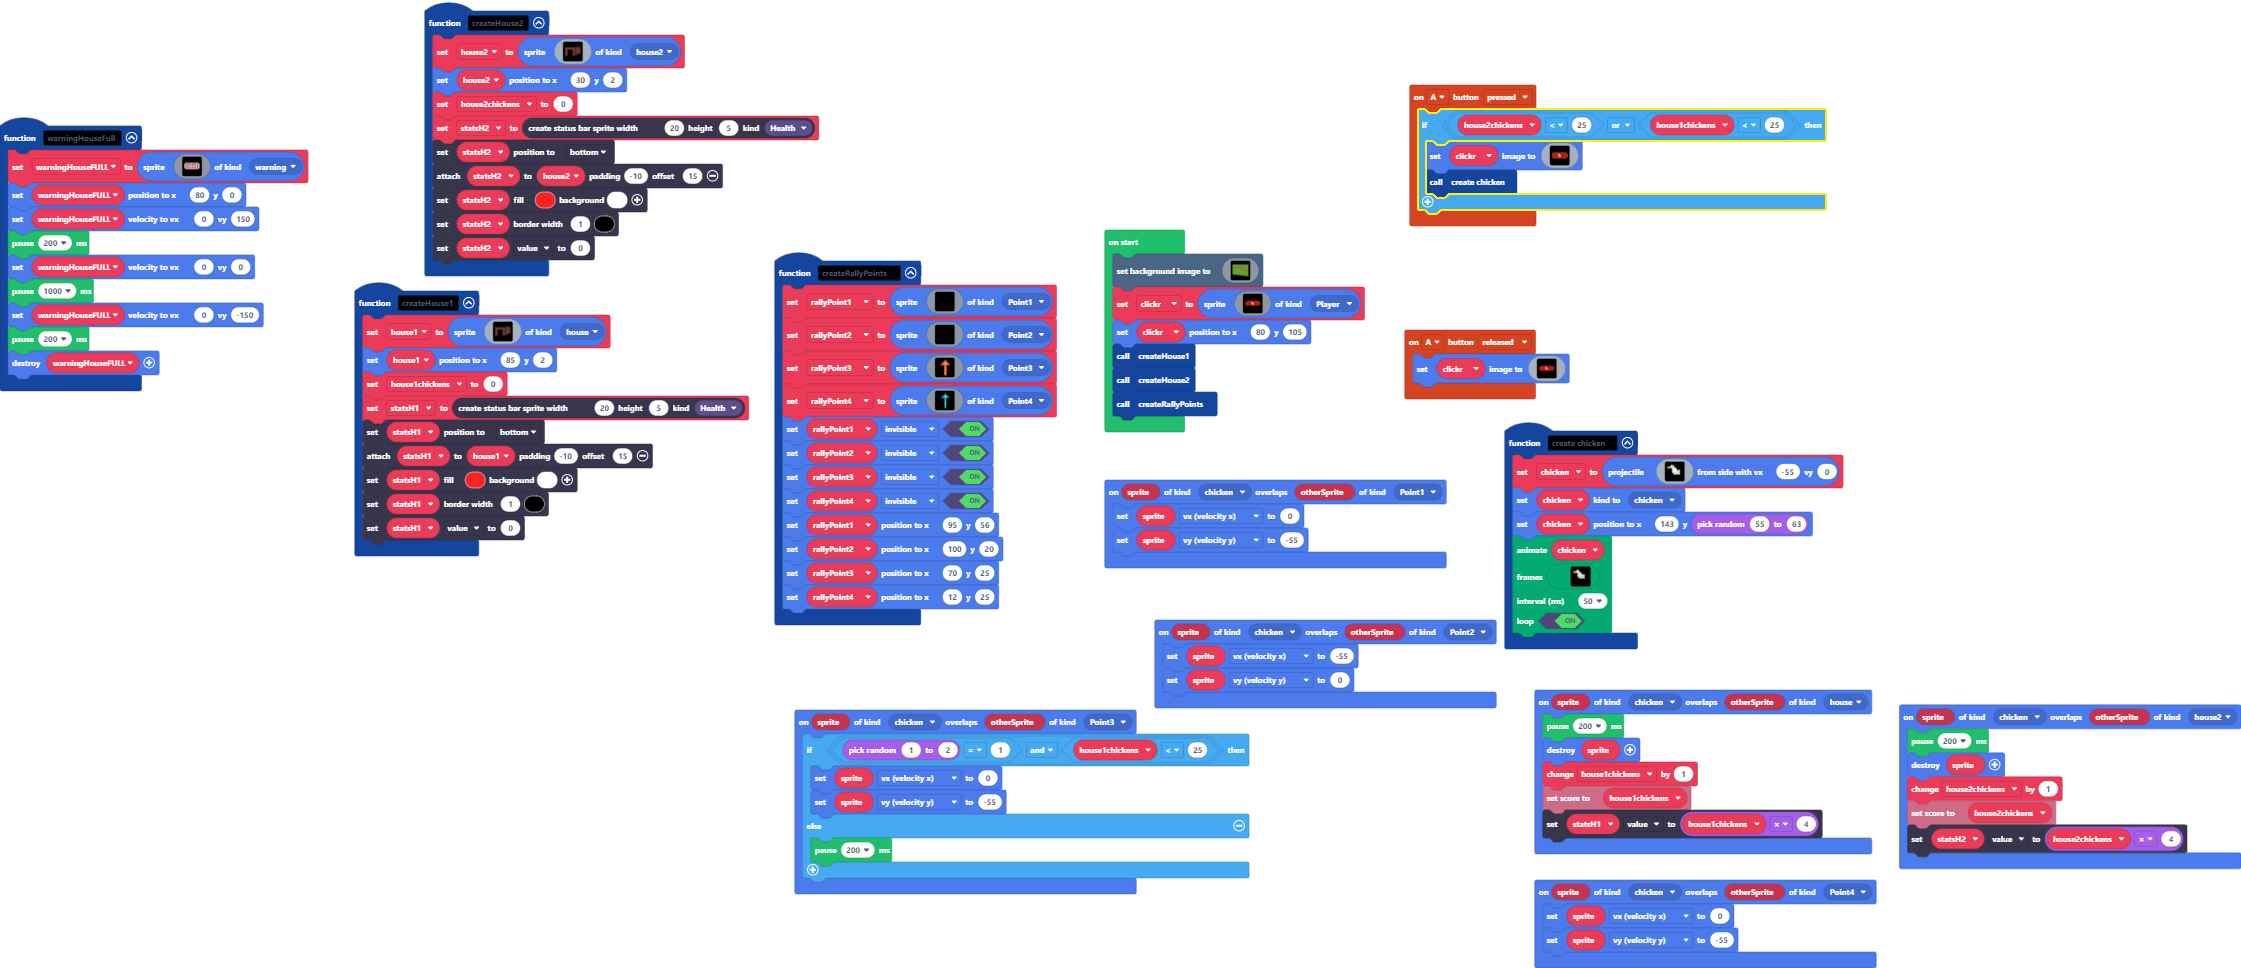 function createHouse2
set house2 to sprite of kind house2
set house2 position to x 30 y 2
set house2chickens to 0
set statsH2 to create status bar sprite width 20 height 5 kind Health
set statsH2 position to bottom
attach statsH2 to house2 padding -10 offset 15
set statsH2 fill background
set statsH2 border width 1
set statsH2 value to 0
function warningHouseFull
set warningHouseFULL to sprite of kind warning
set warningHouseFULL position to x 80 y 0
set warningHouseFULL velocity to vx 0 vy 150
pause 200 ms
set warningHouseFULL velocity to vx 0 vy 0
pause 1000 ms
set warningHouseFULL velocity to vx 0 vy -150
pause 200 ms
destroy warningHouseFULL
function createHouse1
set house1 to sprite of kind house
set house1 position to x 85 y 2
set house1chickens to 0
set statsH1 to create status bar sprite width 20 height 5 kind Health
set statsH1 position to bottom
attach statsH1 to house1 padding -10 offset 15
set statsH1 fill background
set statsH1 border width 1
set statsH1 value to 0
function createRallyPoints
set rallyPoint1 to sprite of kind Point1
set rallyPoint2 to sprite of kind Point2
set rallyPoint3 to sprite of kind Point3
set rallyPoint4 to sprite of kind Point4
set rallyPoint1 invisible ON
set rallyPoint2 invisible ON
set rallyPoint3 invisible ON
set rallyPoint4 invisible ON
set rallyPoint1 position to x 95 y 56
set rallyPoint2 position to x 100 y 20
set rallyPoint3 position to x 70 y 25
set rallyPoint4 position to x 12 y 25
on start
set background image to
set clickr to sprite of kind Player
set clickr position to x 80 y 105
call createHouse1
call createHouse2
call createRallyPoints
on A button pressed
if house2chickens < 25 or house1chickens < 25 then
set clickr image to
call create chicken
on A button released
set clickr image to
function create chicken
set chicken to projectile from side with vx -55 vy 0
set chicken kind to chicken
set chicken position to x 143 y pick random 55 to 63
animate chicken
frames
interval (ms) 50
loop ON
on sprite of kind chicken overlaps otherSprite of kind Point1
set sprite vx (velocity x) to 0
set sprite vy (velocity y) to -55
on sprite of kind chicken overlaps otherSprite of kind Point2
set sprite vx (velocity x) to -55
set sprite vy (velocity y) to 0
on sprite of kind chicken overlaps otherSprite of kind Point3
if pick random 1 to 2 = 1 and house1chickens < 25 then
set sprite vx (velocity x) to 0
set sprite vy (velocity y) to -55
else
pause 200 ms
on sprite of kind chicken overlaps otherSprite of kind house
pause 200 ms
destroy sprite
change house1chickens by 1
set score to house1chickens
set statsH1 value to house1chickens x 4
on sprite of kind chicken overlaps otherSprite of kind house2
pause 200 ms
destroy sprite
change house2chickens by 1
set score to house2chickens
set statsH2 value to house2chickens x 4
on sprite of kind chicken overlaps otherSprite of kind Point4
set sprite vx (velocity x) to 0
set sprite vy (velocity y) to -55